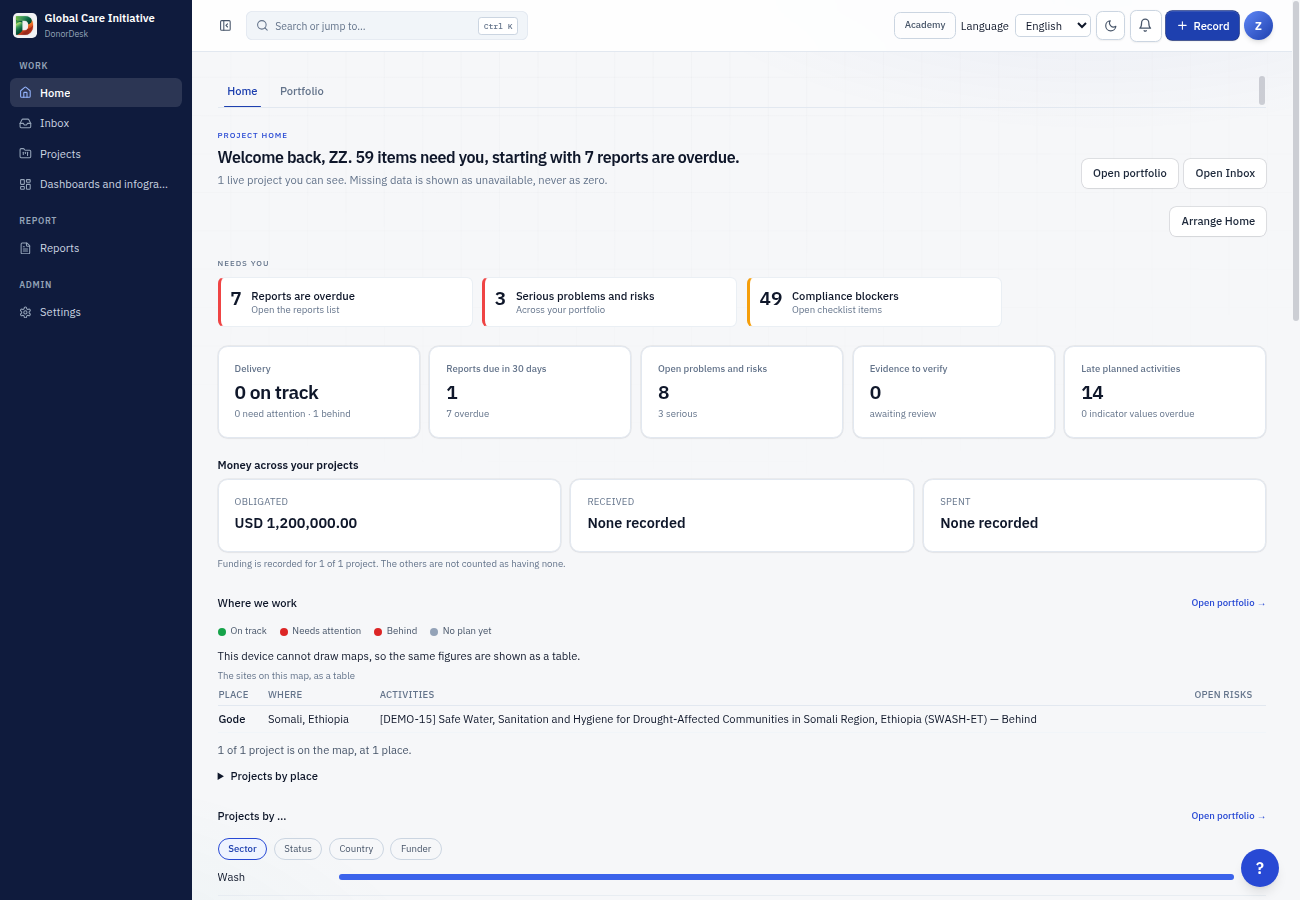 Global Care Initiative
DonorDesk
WORK
Home
Inbox
Projects
Dashboards and infogra...
REPORT
Reports
ADMIN
Settings
Search or jump to...
Ctrl K
Academy
Language
English
+ Record
Z
Home
Portfolio
PROJECT HOME
Welcome back, ZZ. 59 items need you, starting with 7 reports are overdue.
1 live project you can see. Missing data is shown as unavailable, never as zero.
Open portfolio
Open Inbox
Arrange Home
NEEDS YOU
7 Reports are overdue
Open the reports list
3 Serious problems and risks
Across your portfolio
49 Compliance blockers
Open checklist items
Delivery
0 on track
0 need attention · 1 behind
Reports due in 30 days
1
7 overdue
Open problems and risks
8
3 serious
Evidence to verify
0
awaiting review
Late planned activities
14
0 indicator values overdue
Money across your projects
OBLIGATED
USD 1,200,000.00
RECEIVED
None recorded
SPENT
None recorded
Funding is recorded for 1 of 1 project. The others are not counted as having none.
Where we work
Open portfolio →
On track
Needs attention
Behind
No plan yet
This device cannot draw maps, so the same figures are shown as a table.
The sites on this map, as a table
PLACE WHERE ACTIVITIES OPEN RISKS
Gode Somali, Ethiopia [DEMO-15] Safe Water, Sanitation and Hygiene for Drought-Affected Communities in Somali Region, Ethiopia (SWASH-ET) — Behind
1 of 1 project is on the map, at 1 place.
Projects by place
Projects by ...
Open portfolio →
Sector
Status
Country
Funder
Wash
?